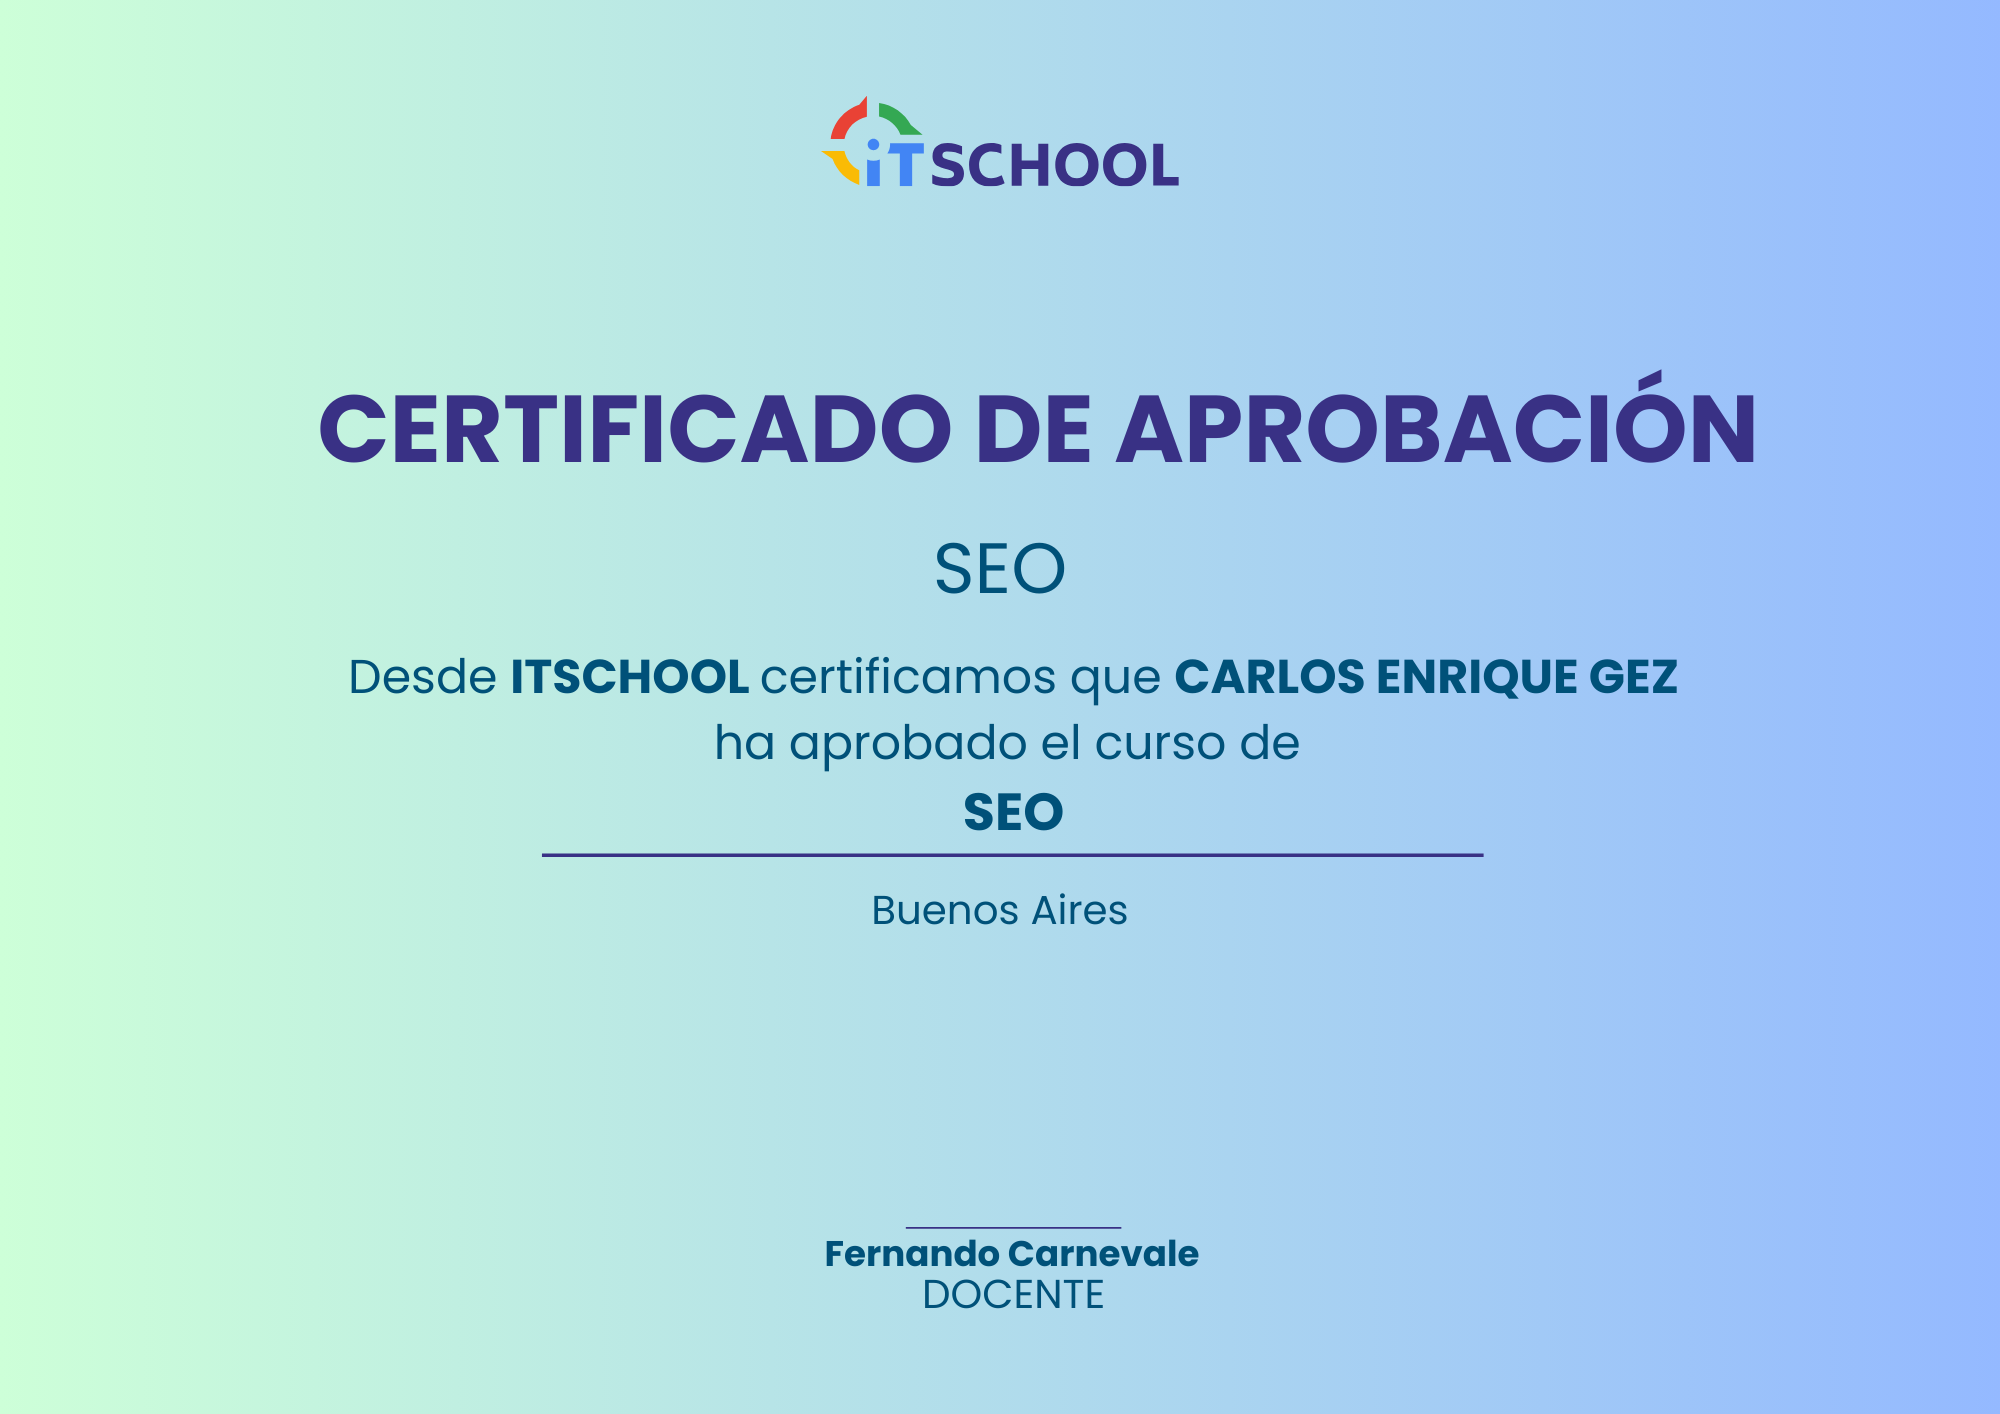 iTSCHOOL
CERTIFICADO DE APROBACIÓN
SEO
Desde ITSCHOOL certificamos que CARLOS ENRIQUE GEZ
ha aprobado el curso de
SEO
Buenos Aires
Fernando Carnevale
DOCENTE